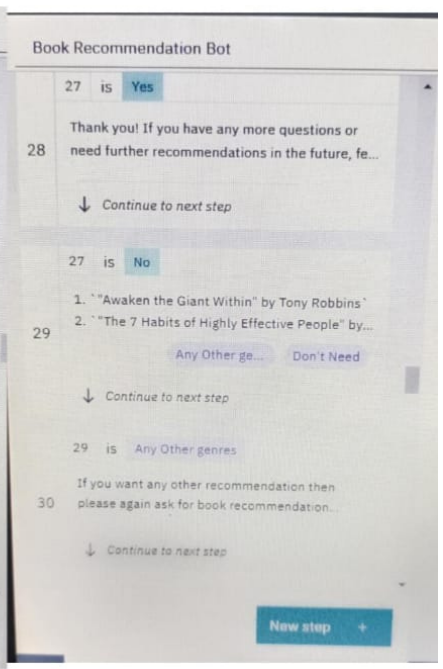 Book Recommendation Bot
27 is Yes
Thank you! If you have any more questions or
28 need further recommendations in the future, fe...
↓ Continue to next step
27 is No
1. `"Awaken the Giant Within" by Tony Robbins`
2. `"The 7 Habits of Highly Effective People" by...
29
Any Other ge... Don't Need
↓ Continue to next step
29 is Any Other genres
If you want any other recommendation then
30 please again ask for book recommendation...
↓ Continue to next step
New step +